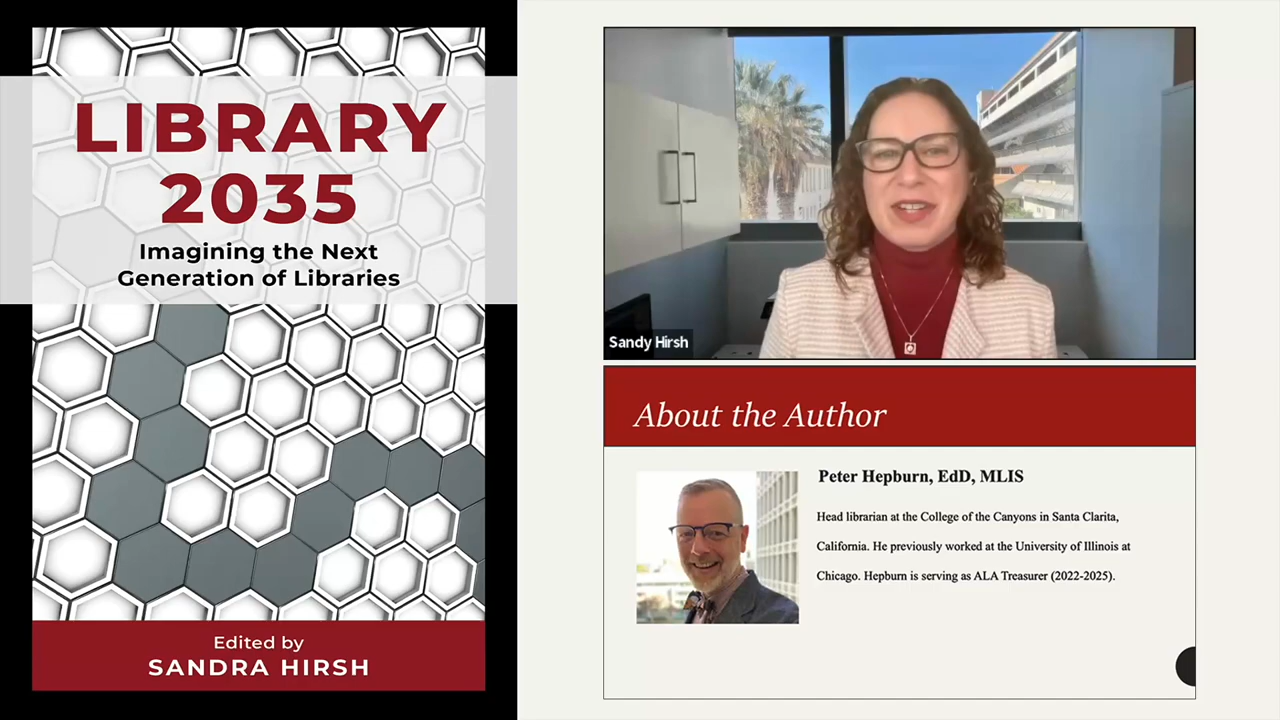 LIBRARY
2035
Imagining the Next
Generation of Libraries
Edited by
SANDRA HIRSH
Sandy Hirsh
About the Author
Peter Hepburn, EdD, MLIS
Head librarian at the College of the Canyons in Santa Clarita,
California. He previously worked at the University of Illinois at
Chicago. Hepburn is serving as ALA Treasurer (2022-2025).